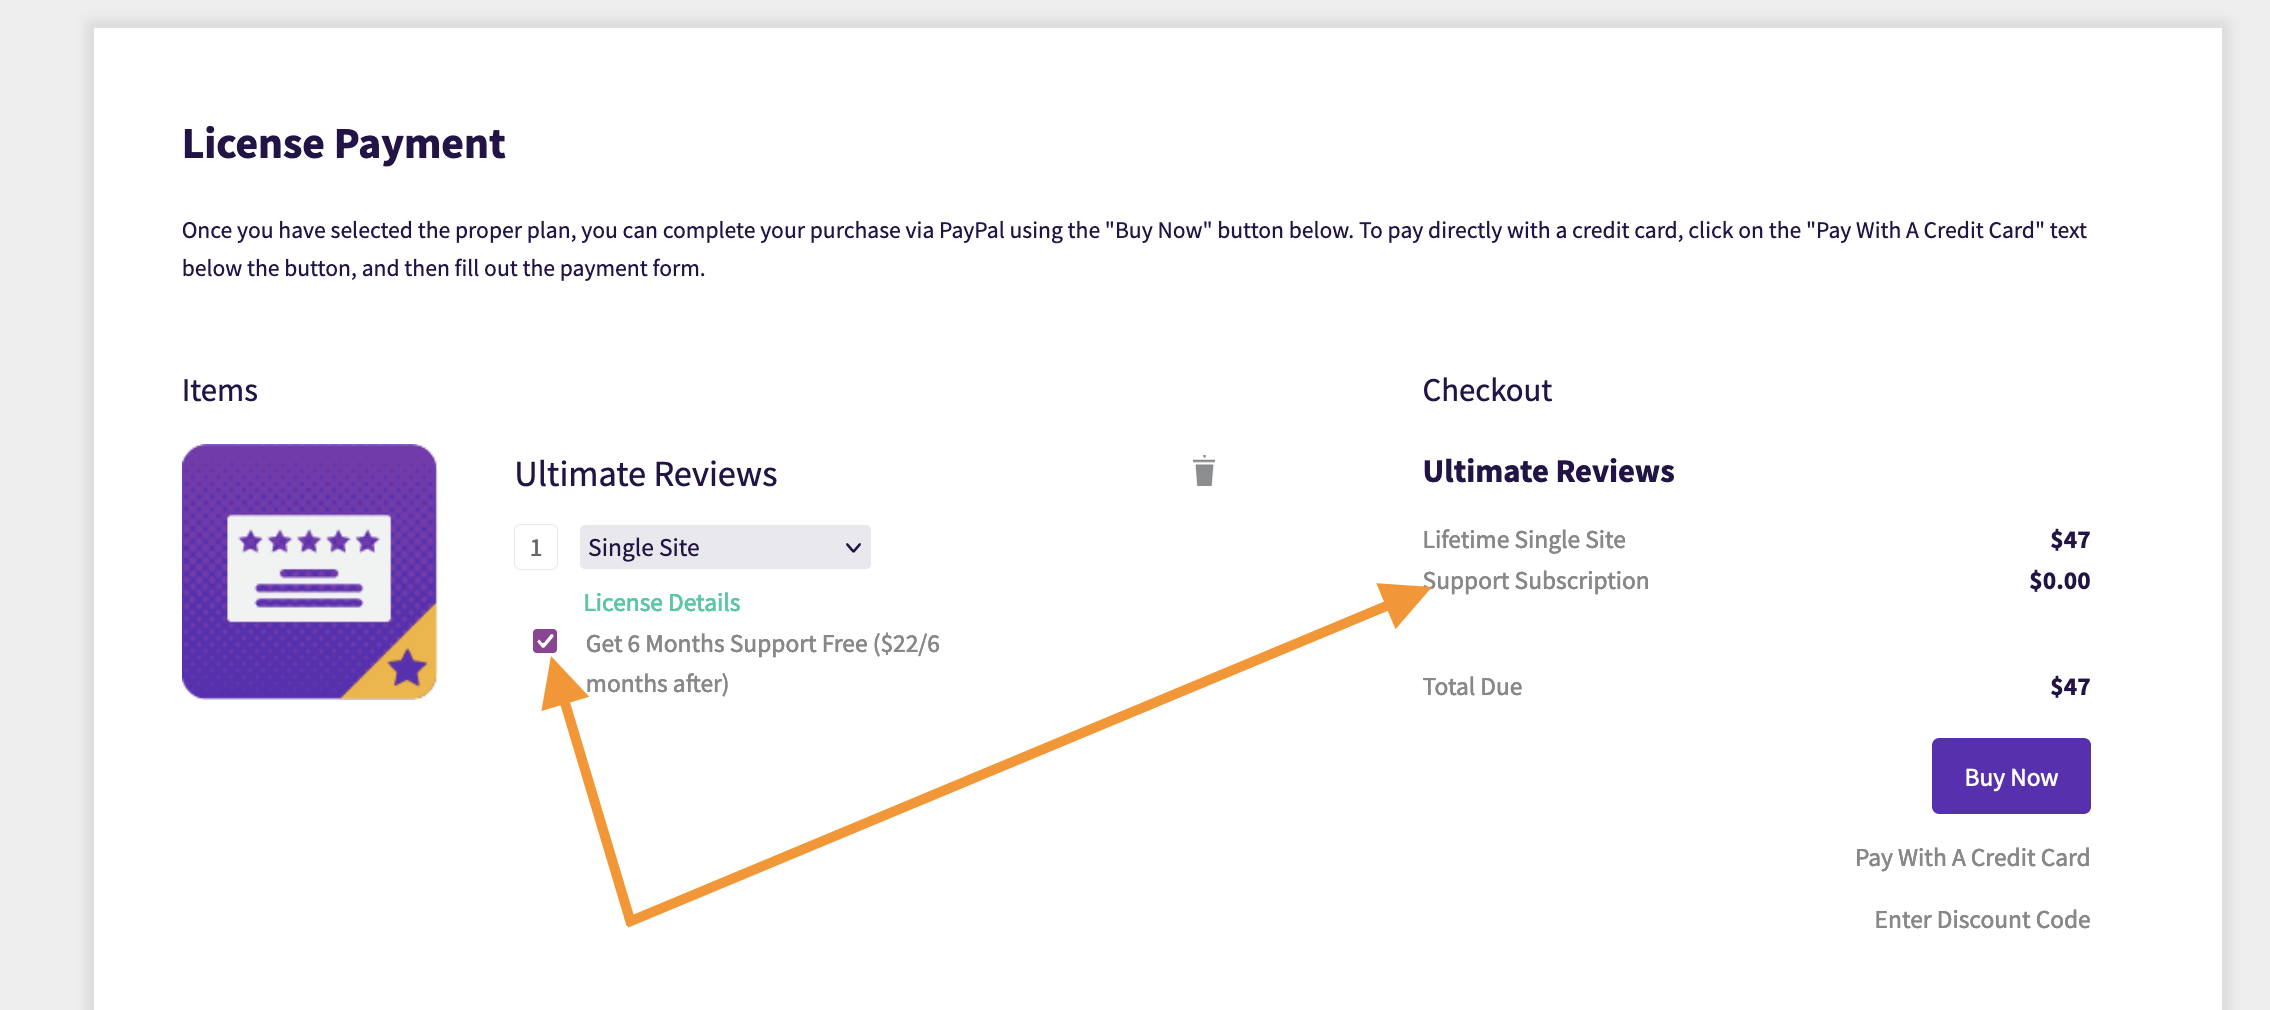 License Payment
Once you have selected the proper plan, you can complete your purchase via PayPal using the "Buy Now" button below. To pay directly with a credit card, click on the "Pay With A Credit Card" text
below the button, and then fill out the payment form.
Items
Ultimate Reviews
1 Single Site
License Details
Get 6 Months Support Free ($22/6
months after)
Checkout
Ultimate Reviews
Lifetime Single Site $47
Support Subscription $0.00
Total Due $47
Buy Now
Pay With A Credit Card
Enter Discount Code